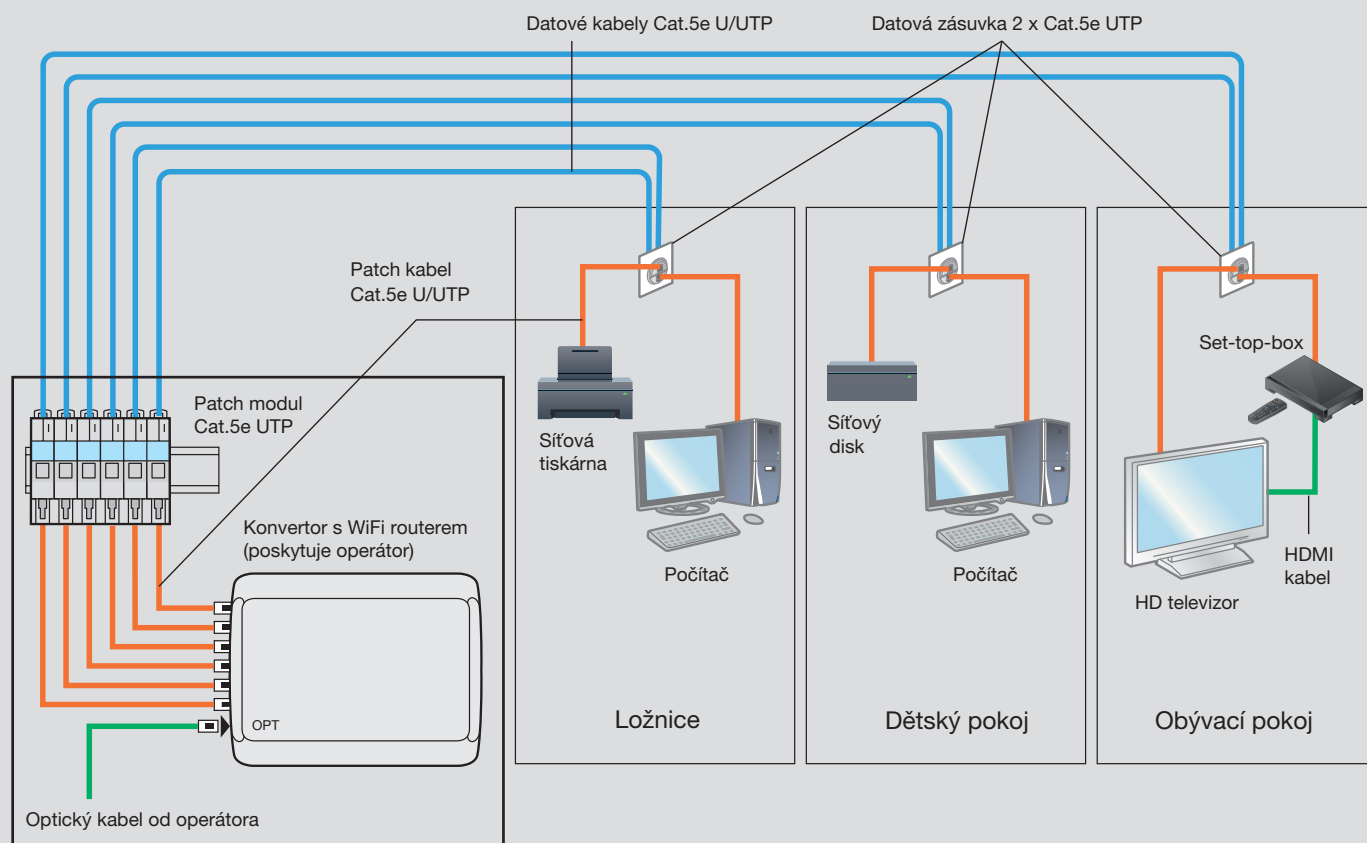 Datové kabely Cat.5e U/UTP
Datová zásuvka 2 x Cat.5e UTP
Patch kabel
Cat.5e U/UTP
Set-top-box
Patch modul
Cat.5e UTP
Síťová
tiskárna
Síťový
disk
Konvertor s WiFi routerem
(poskytuje operátor)
Počítač
Počítač
HDMI
kabel
HD televizor
OPT
Ložnice
Dětský pokoj
Obývací pokoj
Optický kabel od operátora